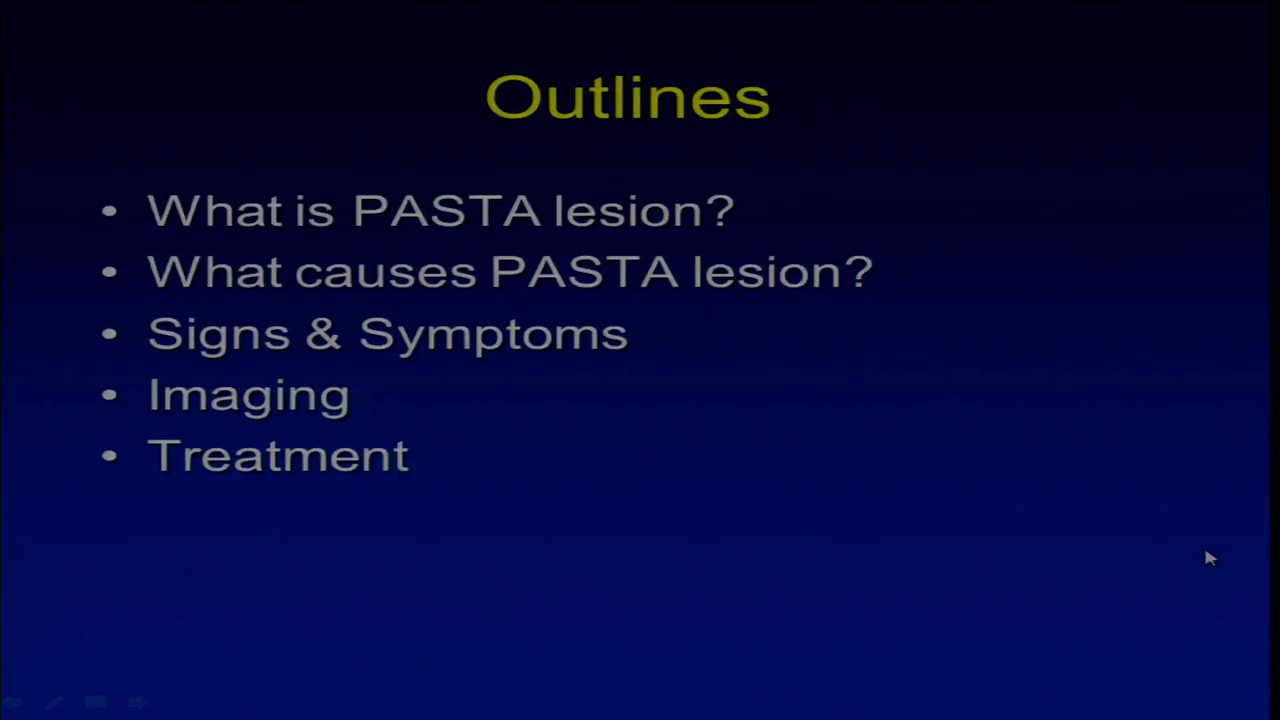 Outlines
• What is PASTA lesion?
• What causes PASTA lesion?
• Signs & Symptoms
• Imaging
• Treatment